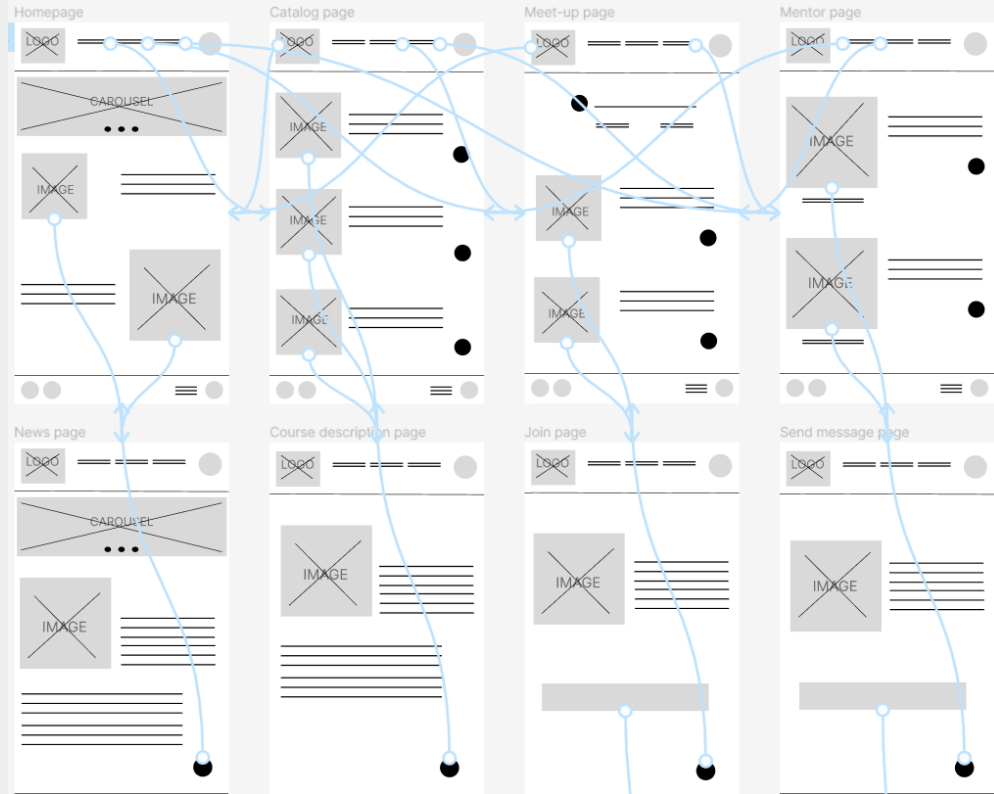 Homepage
Catalog page
Meet-up page
Mentor page
LOGO
LOGO
LOGO
LOGO
CAROUSEL
IMAGE
IMAGE
IMAGE
IMAGE
IMAGE
IMAGE
IMAGE
IMAGE
IMAGE
IMAGE
News page
Course description page
Join page
Send message page
LOGO
LOGO
LOGO
LOGO
CAROUSEL
IMAGE
IMAGE
IMAGE
IMAGE